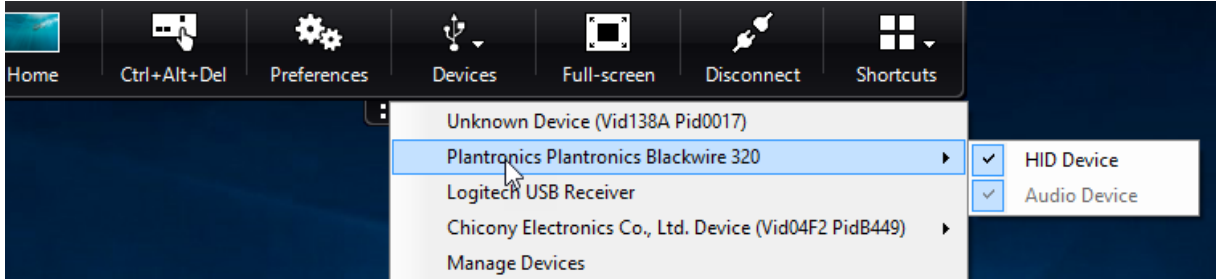 Home Ctrl+Alt+Del Preferences Devices Full-screen Disconnect Shortcuts
Unknown Device (Vid138A Pid0017)
Plantronics Plantronics Blackwire 320
HID Device
Logitech USB Receiver
Audio Device
Chicony Electronics Co., Ltd. Device (Vid04F2 PidB449)
Manage Devices